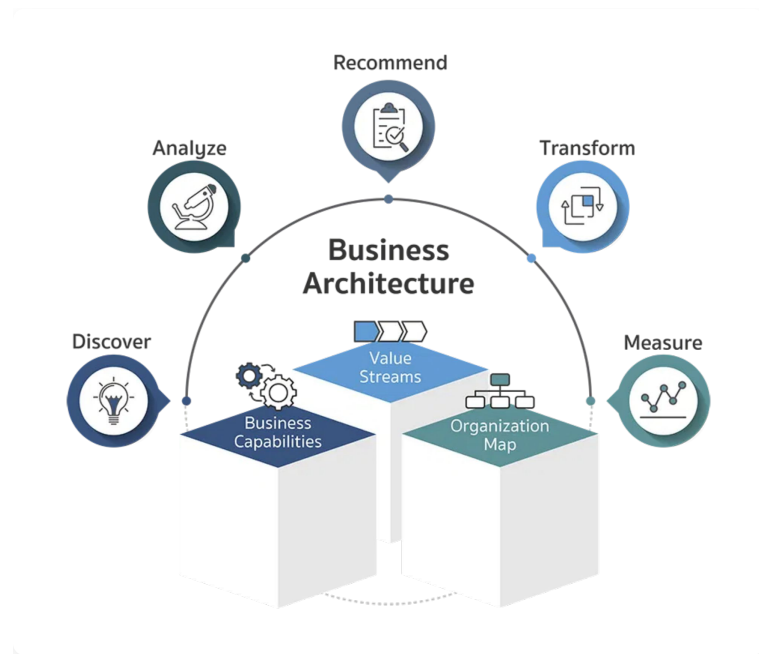 Recommend
Analyze
Transform
Business
Architecture
Discover
Measure
Value
Streams
Business
Capabilities
Organization
Map